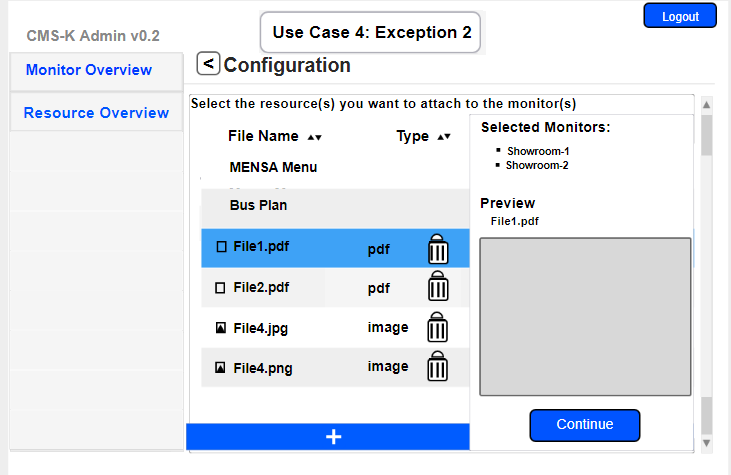 Logout
Use Case 4: Exception 2
CMS-K Admin v0.2
Monitor Overview
Resource Overview
< Configuration
Select the resource(s) you want to attach to the monitor(s)
File Name ▲▼ Type ▲▼
MENSA Menu
Bus Plan
File1.pdf pdf
File2.pdf pdf
File4.jpg image
File4.png image
+
Selected Monitors:
Showroom-1
Showroom-2
Preview
File1.pdf
Continue